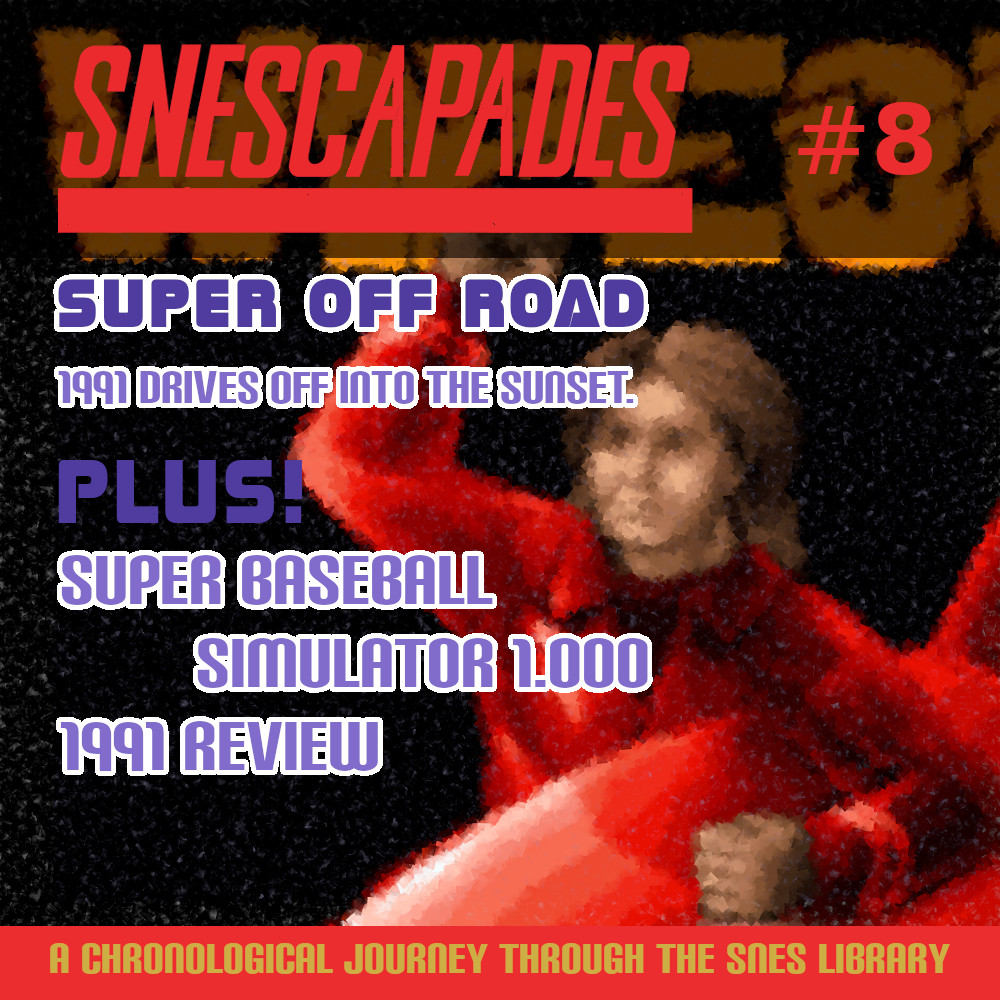 SNESCAPADES
#8
SUPER OFF ROAD
1991 DRIVES OFF INTO THE SUNSET.
PLUS!
SUPER BASEBALL
SIMULATOR 1.000
1991 REVIEW
A CHRONOLOGICAL JOURNEY THROUGH THE SNES LIBRARY